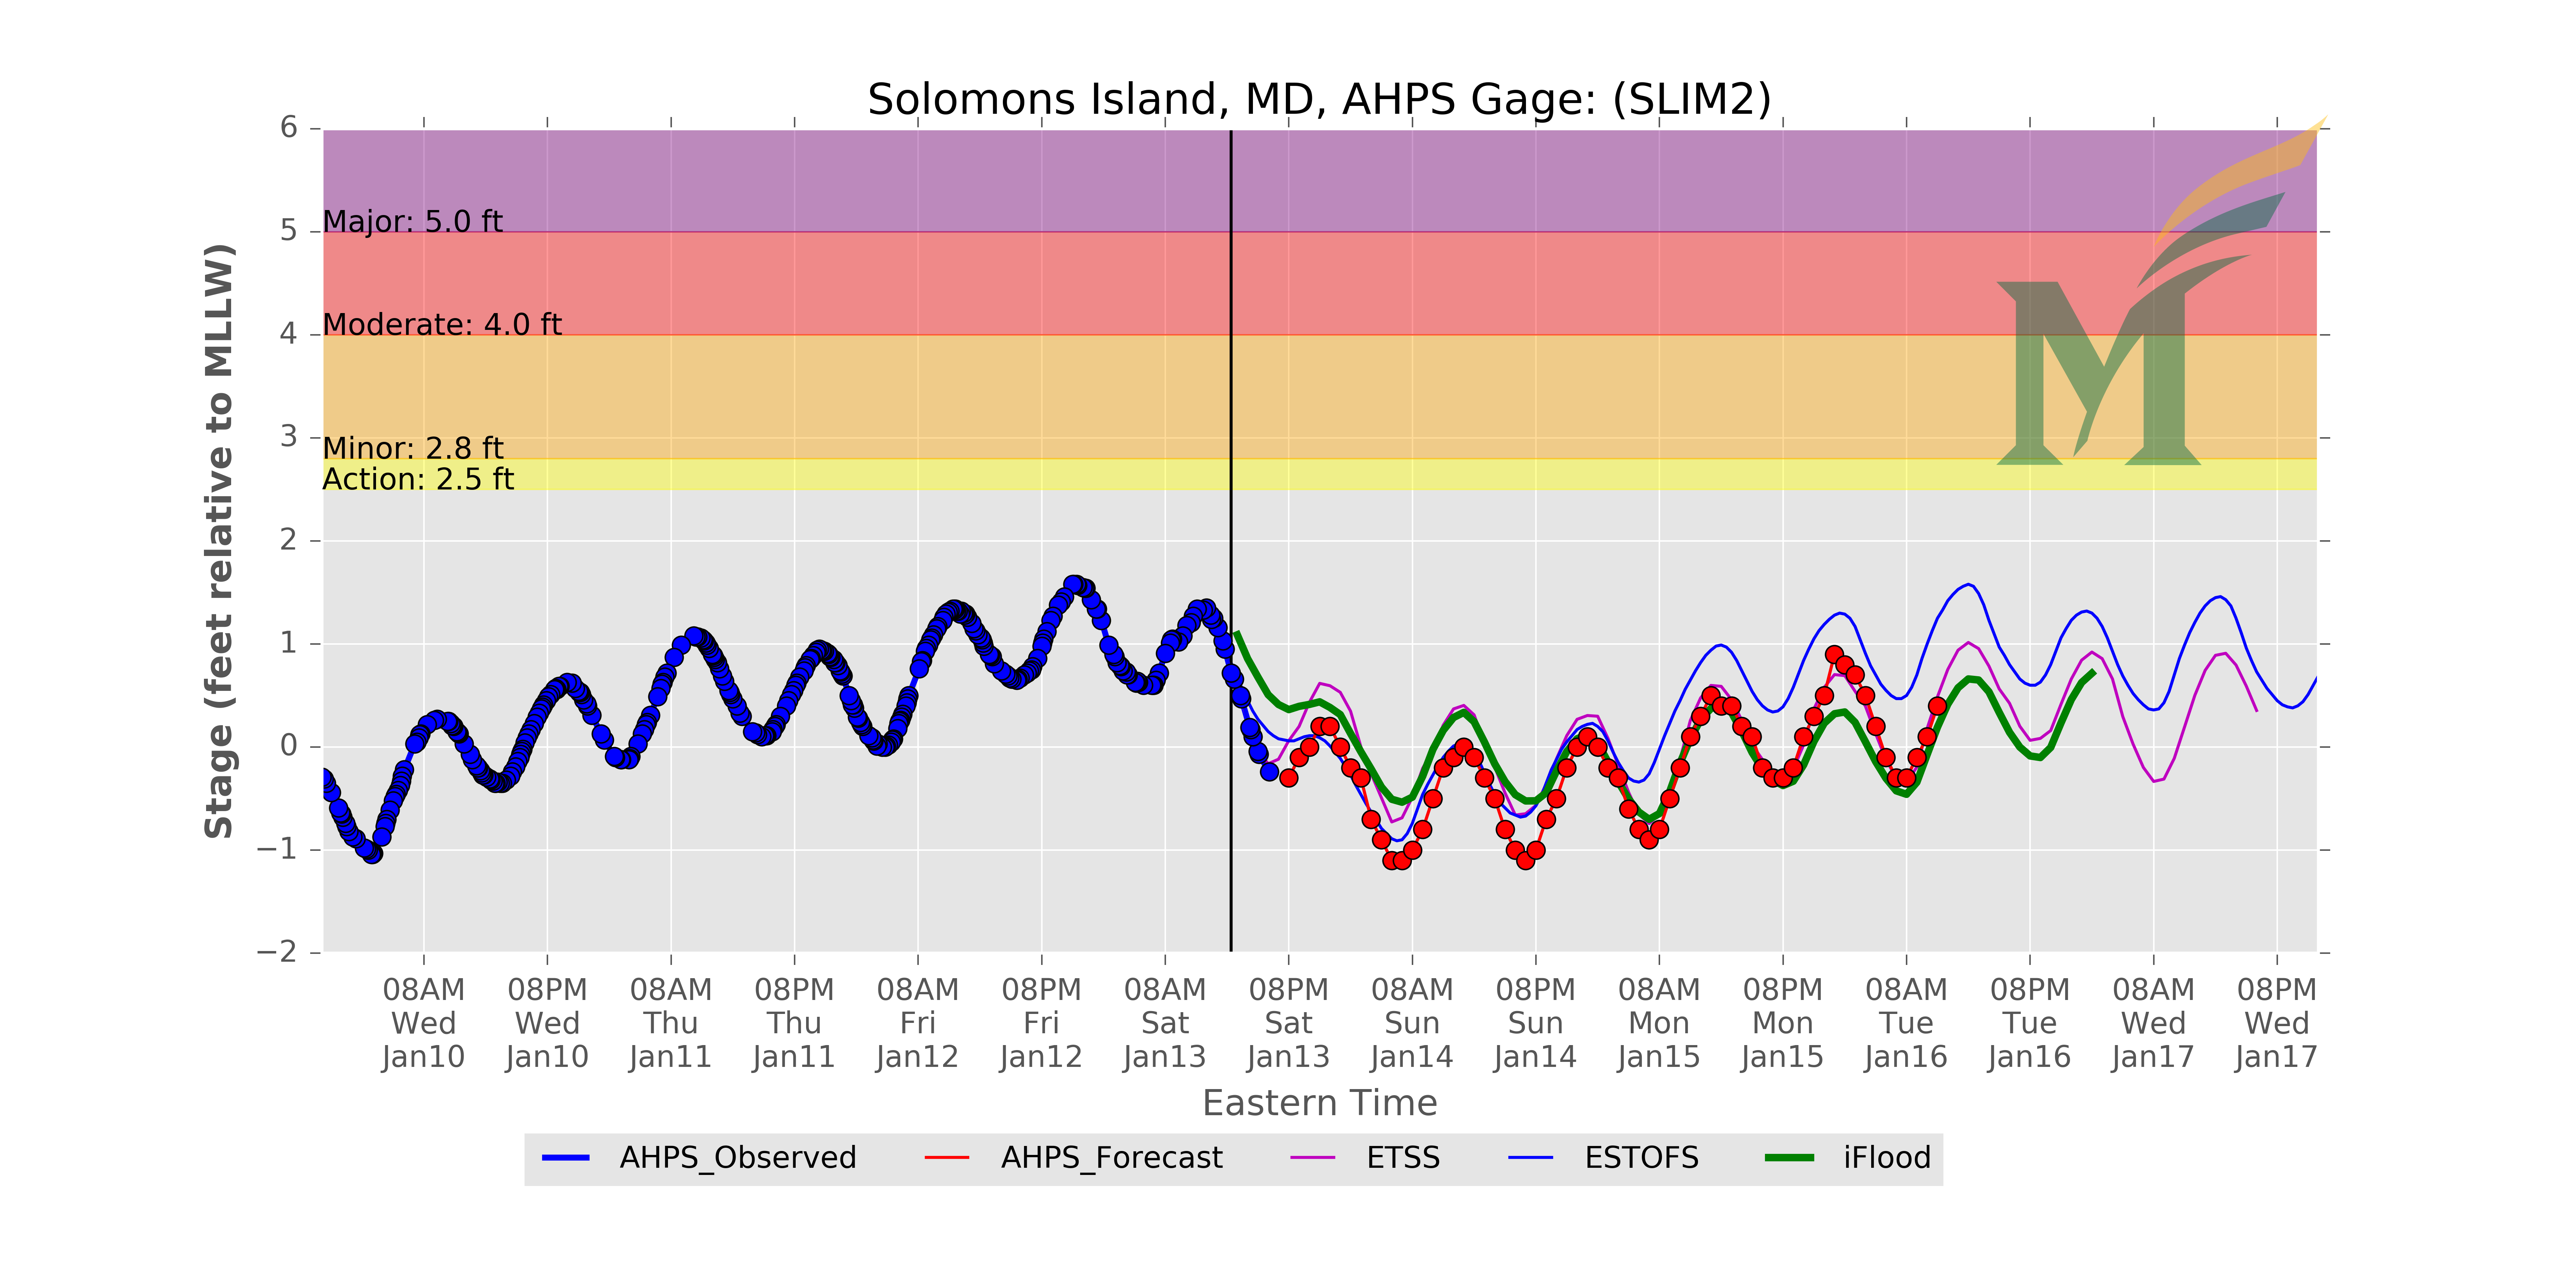 Solomons Island, MD, AHPS Gage: (SLIM2)
6
5
4
3
2
1
0
−1
−2
Stage (feet relative to MLLW)
Major: 5.0 ft
Moderate: 4.0 ft
Minor: 2.8 ft
Action: 2.5 ft
M
08AM 08PM 08AM 08PM 08AM 08PM 08AM 08PM 08AM 08PM 08AM 08PM 08AM 08PM 08AM 08PM
Wed Wed Thu Thu Fri Fri Sat Sat Sun Sun Mon Mon Tue Tue Wed Wed
Jan10 Jan10 Jan11 Jan11 Jan12 Jan12 Jan13 Jan13 Jan14 Jan14 Jan15 Jan15 Jan16 Jan16 Jan17 Jan17
Eastern Time
AHPS_Observed AHPS_Forecast ETSS ESTOFS iFlood